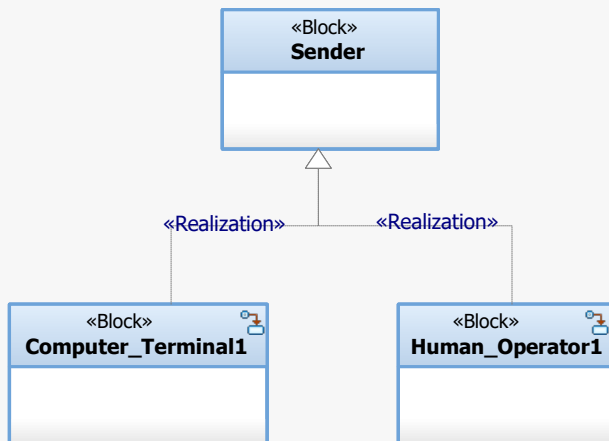 «Block»
Sender
«Realization»
«Realization»
«Block»
Computer_Terminal1
«Block»
Human_Operator1